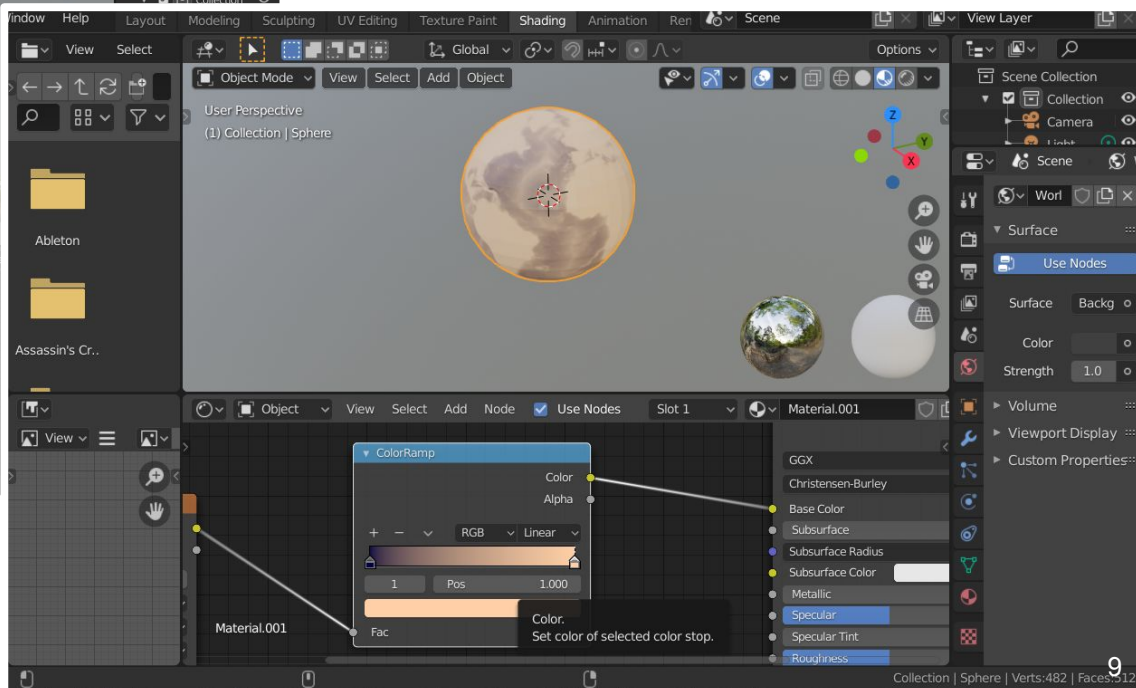 Window Help Layout Modeling Sculpting UV Editing Texture Paint Shading Animation Scene View Layer
View Select Global Options
Object Mode View Select Add Object
User Perspective
(1) Collection | Sphere
Z
Y
X
Ableton
Assassin's Cr..
Scene Collection
Collection
Camera
Light
Scene
Worl
Surface
Use Nodes
Surface Backg
Color
Strength 1.0
Volume
Viewport Display
Custom Properties
View
Object View Select Add Node Use Nodes Slot 1 Material.001
ColorRamp
Color
Alpha
+ − RGB Linear
1 Pos 1.000
Fac
Color.
Set color of selected color stop.
Material.001
GGX
Christensen-Burley
Base Color
Subsurface
Subsurface Radius
Subsurface Color
Metallic
Specular
Specular Tint
Roughness
Collection | Sphere | Verts:482 | Faces:512
9